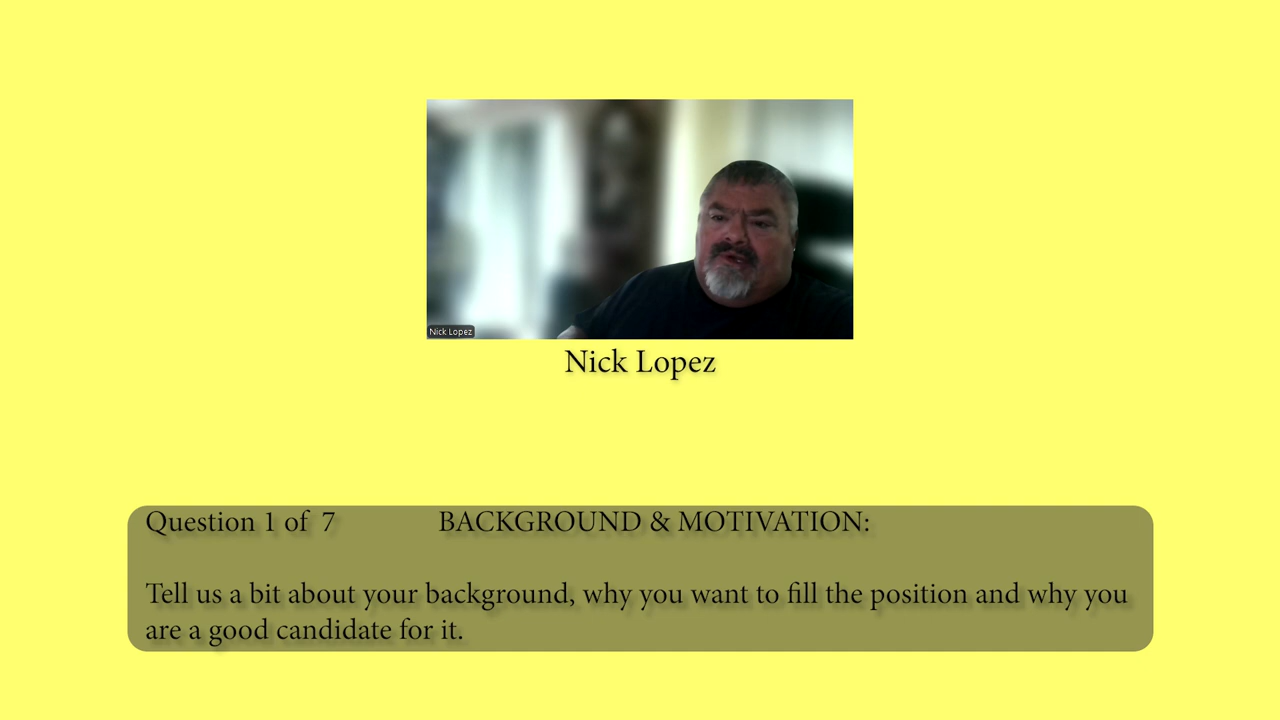 Nick Lopez
Nick Lopez
Question 1 of 7 BACKGROUND & MOTIVATION:
Tell us a bit about your background, why you want to fill the position and why you
are a good candidate for it.